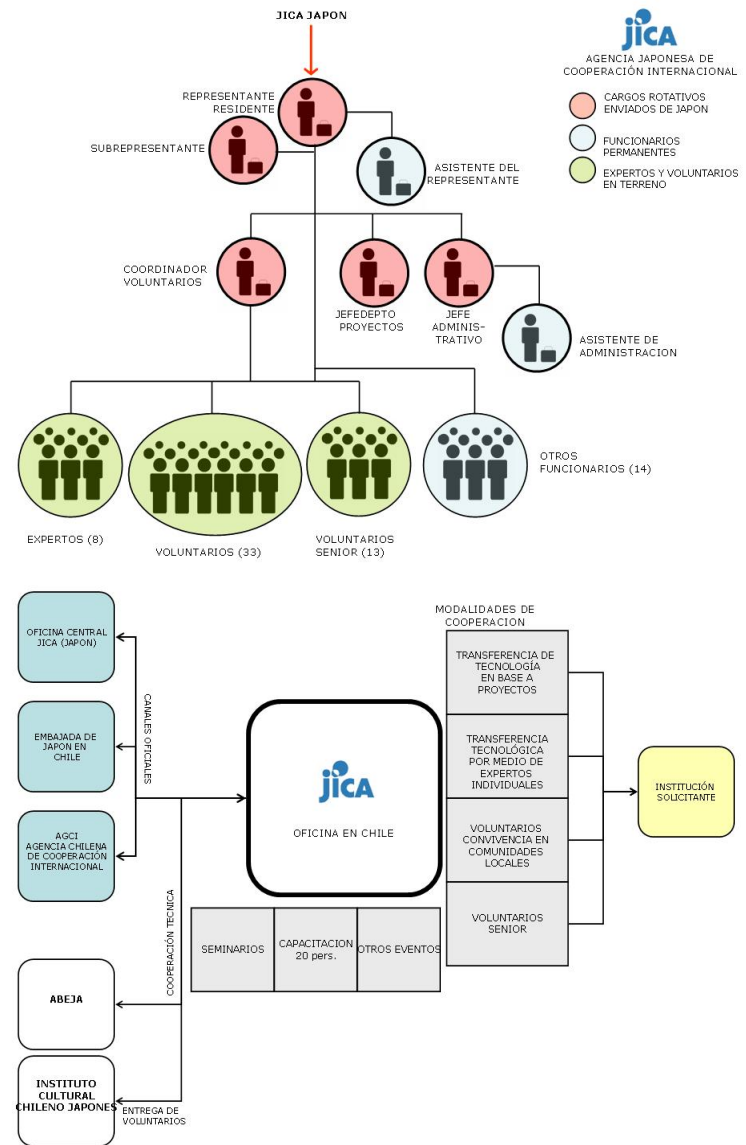 JICA JAPON
jICA
AGENCIA JAPONESA DE
COOPERACIÓN INTERNACIONAL
CARGOS ROTATIVOS
ENVIADOS DE JAPON
FUNCIONARIOS
PERMANENTES
EXPERTOS Y VOLUNTARIOS
EN TERRENO
REPRESENTANTE
RESIDENTE
SUBREPRESENTANTE
ASISTENTE DEL
REPRESENTANTE
COORDINADOR
VOLUNTARIOS
JEFEDEPTO
PROYECTOS
JEFE
ADMINIS-
TRATIVO
ASISTENTE DE
ADMINISTRACION
EXPERTOS (8)
VOLUNTARIOS (33)
VOLUNTARIOS
SENIOR (13)
OTROS
FUNCIONARIOS (14)
OFICINA CENTRAL
JICA (JAPON)
EMBAJADA DE
JAPON EN
CHILE
AGCI
AGENCIA CHILENA
DE COOPERACIÓN
INTERNACIONAL
CANALES OFICIALES
COOPERACIÓN TECNICA
ABEJA
INSTITUTO
CULTURAL
CHILENO JAPONES
ENTREGA DE
VOLUNTARIOS
jICA
OFICINA EN CHILE
SEMINARIOS
CAPACITACION
20 pers.
OTROS EVENTOS
MODALIDADES DE
COOPERACION
TRANSFERENCIA DE
TECNOLOGÍA
EN BASE A
PROYECTOS
TRANSFERENCIA
TECNOLÓGICA
POR MEDIO DE
EXPERTOS
INDIVIDUALES
VOLUNTARIOS
CONVIVENCIA EN
COMUNIDADES
LOCALES
VOLUNTARIOS
SENIOR
INSTITUCIÓN
SOLICITANTE